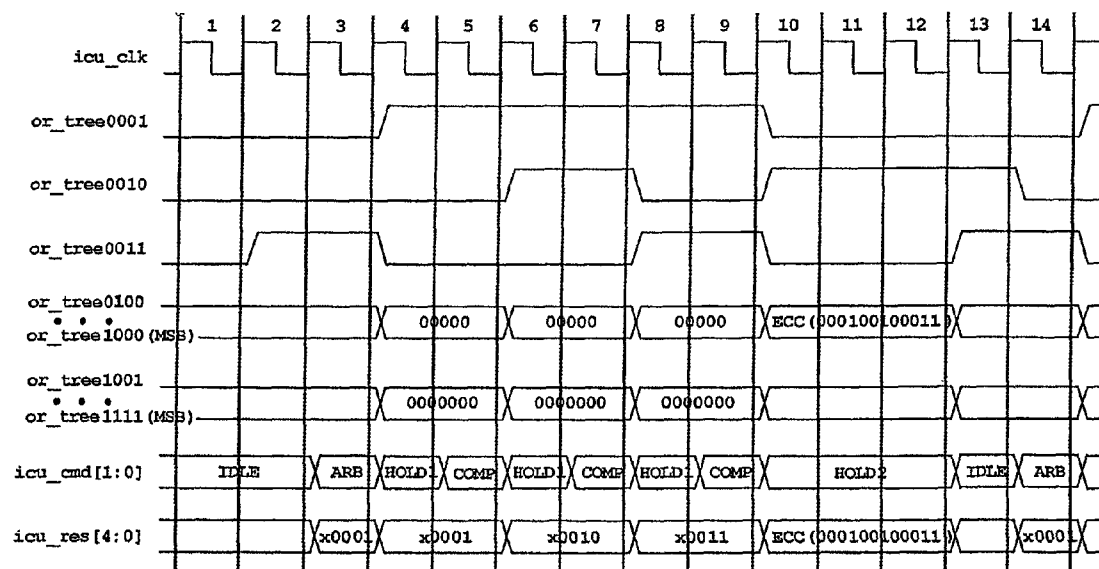 1 2 3 4 5 6 7 8 9 10 11 12 13 14
icu_clk
or_tree0001
or_tree0010
or_tree0011
or_tree0100
or_tree1000 (MSB)
00000 00000 00000 ECC(000100100011)
or_tree1001
or_tree1111 (MSB)
0000000 0000000 0000000
icu_cmd[1:0] IDLE ARB HOLD1 COMP HOLD1 COMP HOLD1 COMP HOLD2 IDLE ARB
icu_res[4:0] x0001 x0001 x0010 x0011 ECC(000100100011) x0001